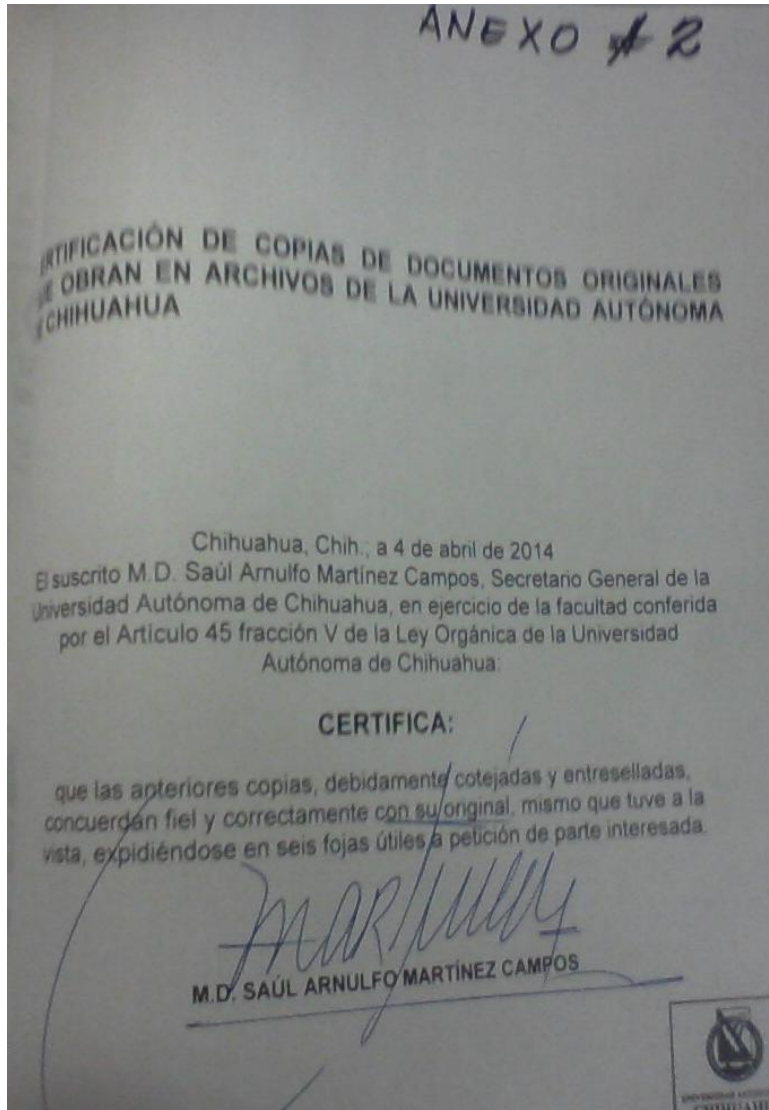 ANEXO # 2
RTIFICACIÓN DE COPIAS DE DOCUMENTOS ORIGINALES
E OBRAN EN ARCHIVOS DE LA UNIVERSIDAD AUTÓNOMA
CHIHUAHUA
Chihuahua, Chih., a 4 de abril de 2014
El suscrito M.D. Saúl Arnulfo Martínez Campos, Secretario General de la
Universidad Autónoma de Chihuahua, en ejercicio de la facultad conferida
por el Artículo 45 fracción V de la Ley Orgánica de la Universidad
Autónoma de Chihuahua:
CERTIFICA:
que las anteriores copias, debidamente cotejadas y entreselladas,
concuerdan fiel y correctamente con su original, mismo que tuve a la
vista, expidiéndose en seis fojas útiles a petición de parte interesada.
M.D. SAÚL ARNULFO MARTÍNEZ CAMPOS